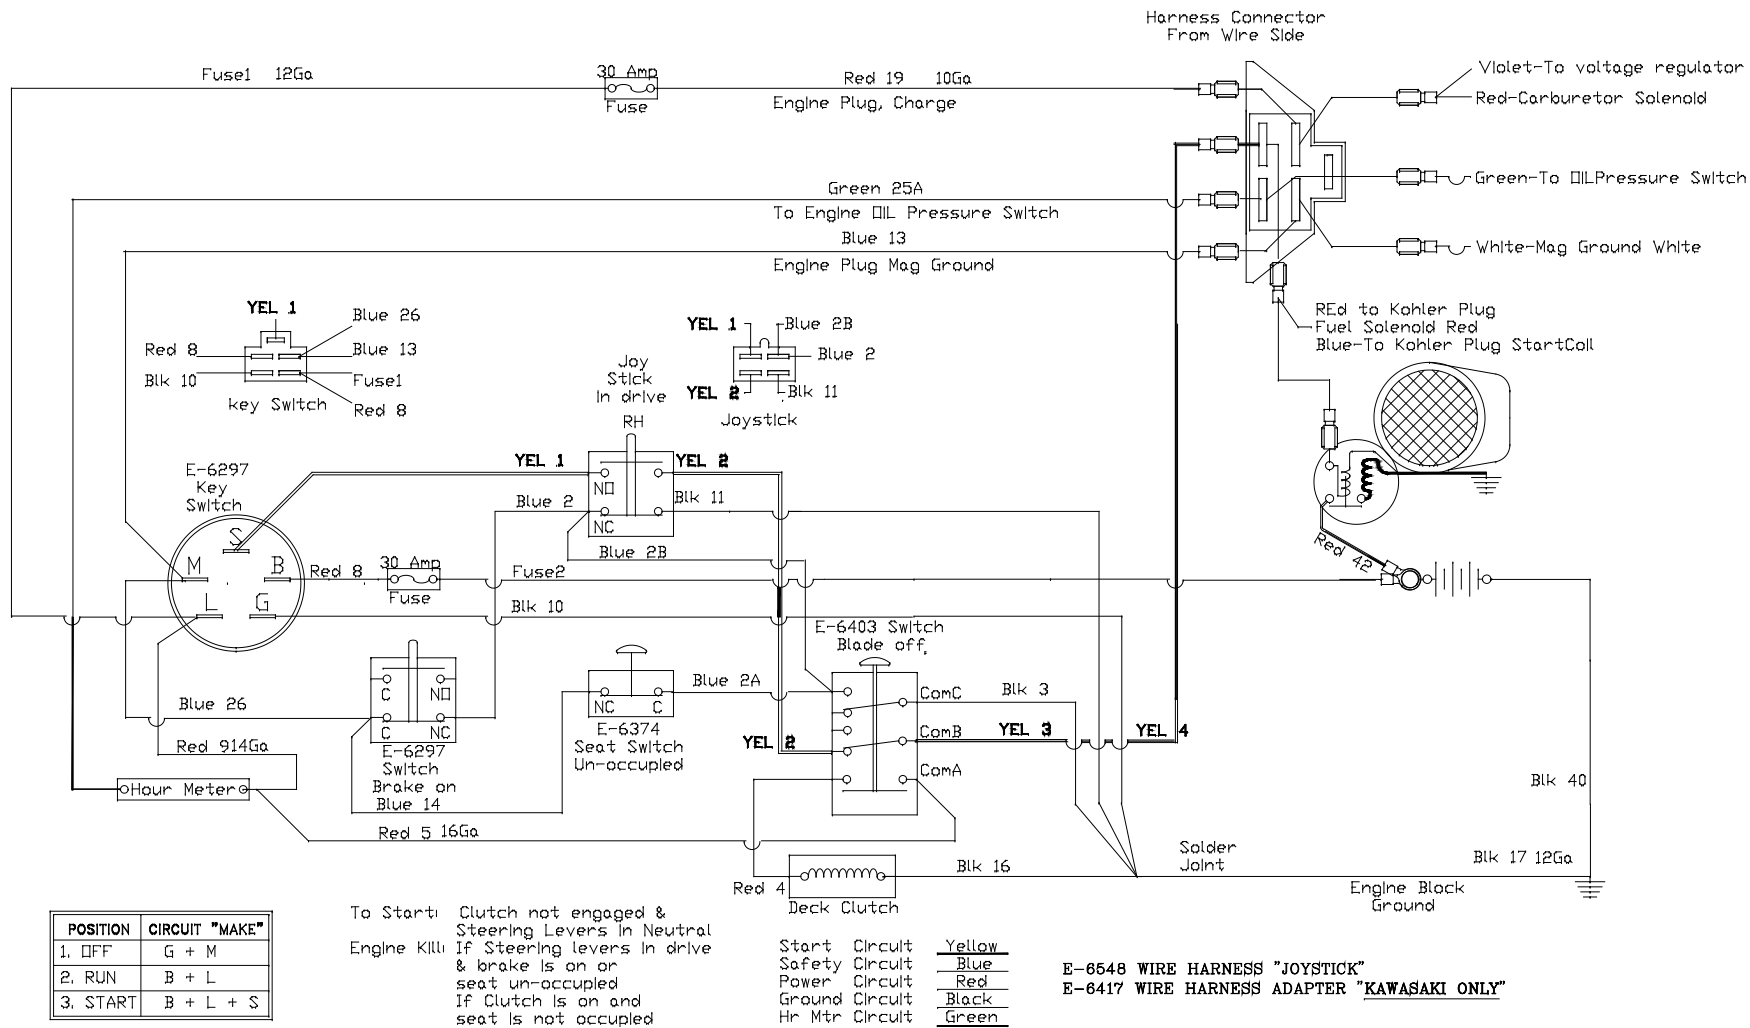 Harness Connector
From Wire Side
Fuse1 12Ga
30 Amp
Fuse
Red 19 10Ga
Engine Plug, Charge
Violet-To voltage regulator
Red-Carburetor Solenoid
Green 25A
To Engine OIL Pressure Switch
Green-To OILPressure Switch
Blue 13
Engine Plug Mag Ground
White-Mag Ground White
YEL 1
Blue 26
Red 8
Blue 13
Blk 10
Fuse1
Red 8
key Switch
YEL 1
Blue 2B
Blue 2
YEL 2
Blk 11
Joystick
Joy
Stick
in drive
RH
REd to Kohler Plug
Fuel Solenoid Red
Blue-To Kohler Plug StartCoil
E-6297
Key
Switch
YEL 1
YEL 2
NO
Blue 2
Blk 11
NC
Blue 2B
S
M
B
L
G
Red 8
30 Amp
Fuse
Fuse2
Red 42
Blk 10
E-6403 Switch
Blade off,
C
NO
C
NC
Blue 26
E-6297
Switch
Brake on
NC
C
Blue 2A
E-6374
Seat Switch
Un-occupied
ComC
Blk 3
ComB
YEL 3
YEL 4
YEL 2
ComA
Red 914Ga
Hour Meter
Blue 14
Red 5 16Ga
Blk 40
Solder
Joint
Blk 17 12Ga
Blk 16
Red 4
Deck Clutch
Engine Block
Ground
POSITION CIRCUIT "MAKE"
1. OFF G + M
2. RUN B + L
3. START B + L + S
To Start: Clutch not engaged &
Steering Levers in Neutral
Engine Kill: If Steering levers in drive
& brake is on or
seat un-occupied
If Clutch is on and
seat is not occupied
Start Circuit Yellow
Safety Circuit Blue
Power Circuit Red
Ground Circuit Black
Hr Mtr Circuit Green
E-6548 WIRE HARNESS "JOYSTICK"
E-6417 WIRE HARNESS ADAPTER "KAWASAKI ONLY"